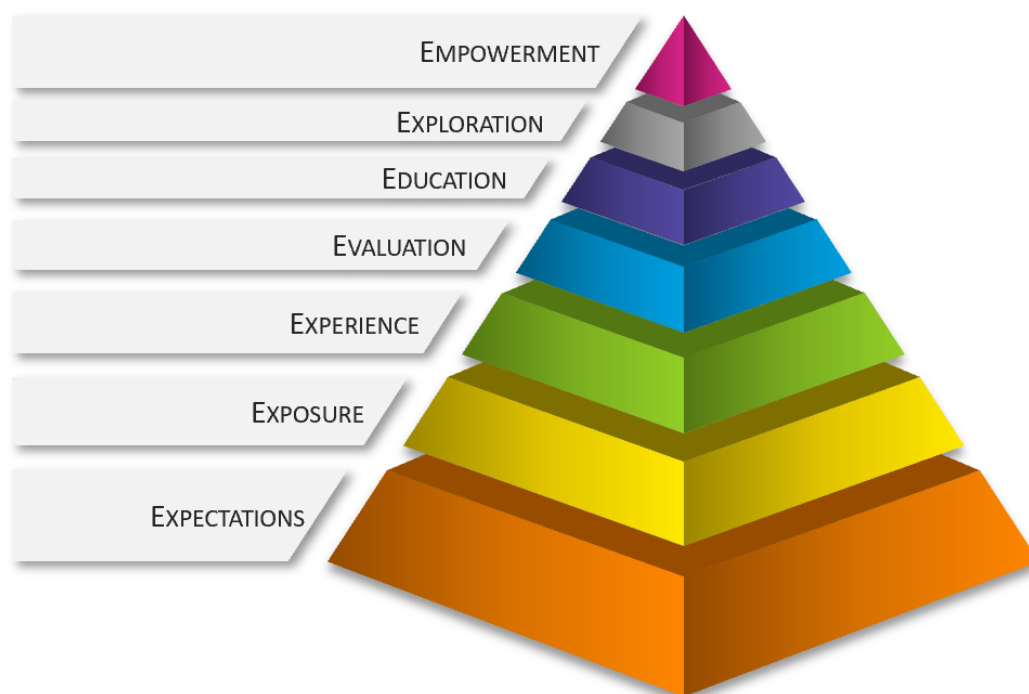 EMPOWERMENT
EXPLORATION
EDUCATION
EVALUATION
EXPERIENCE
EXPOSURE
EXPECTATIONS